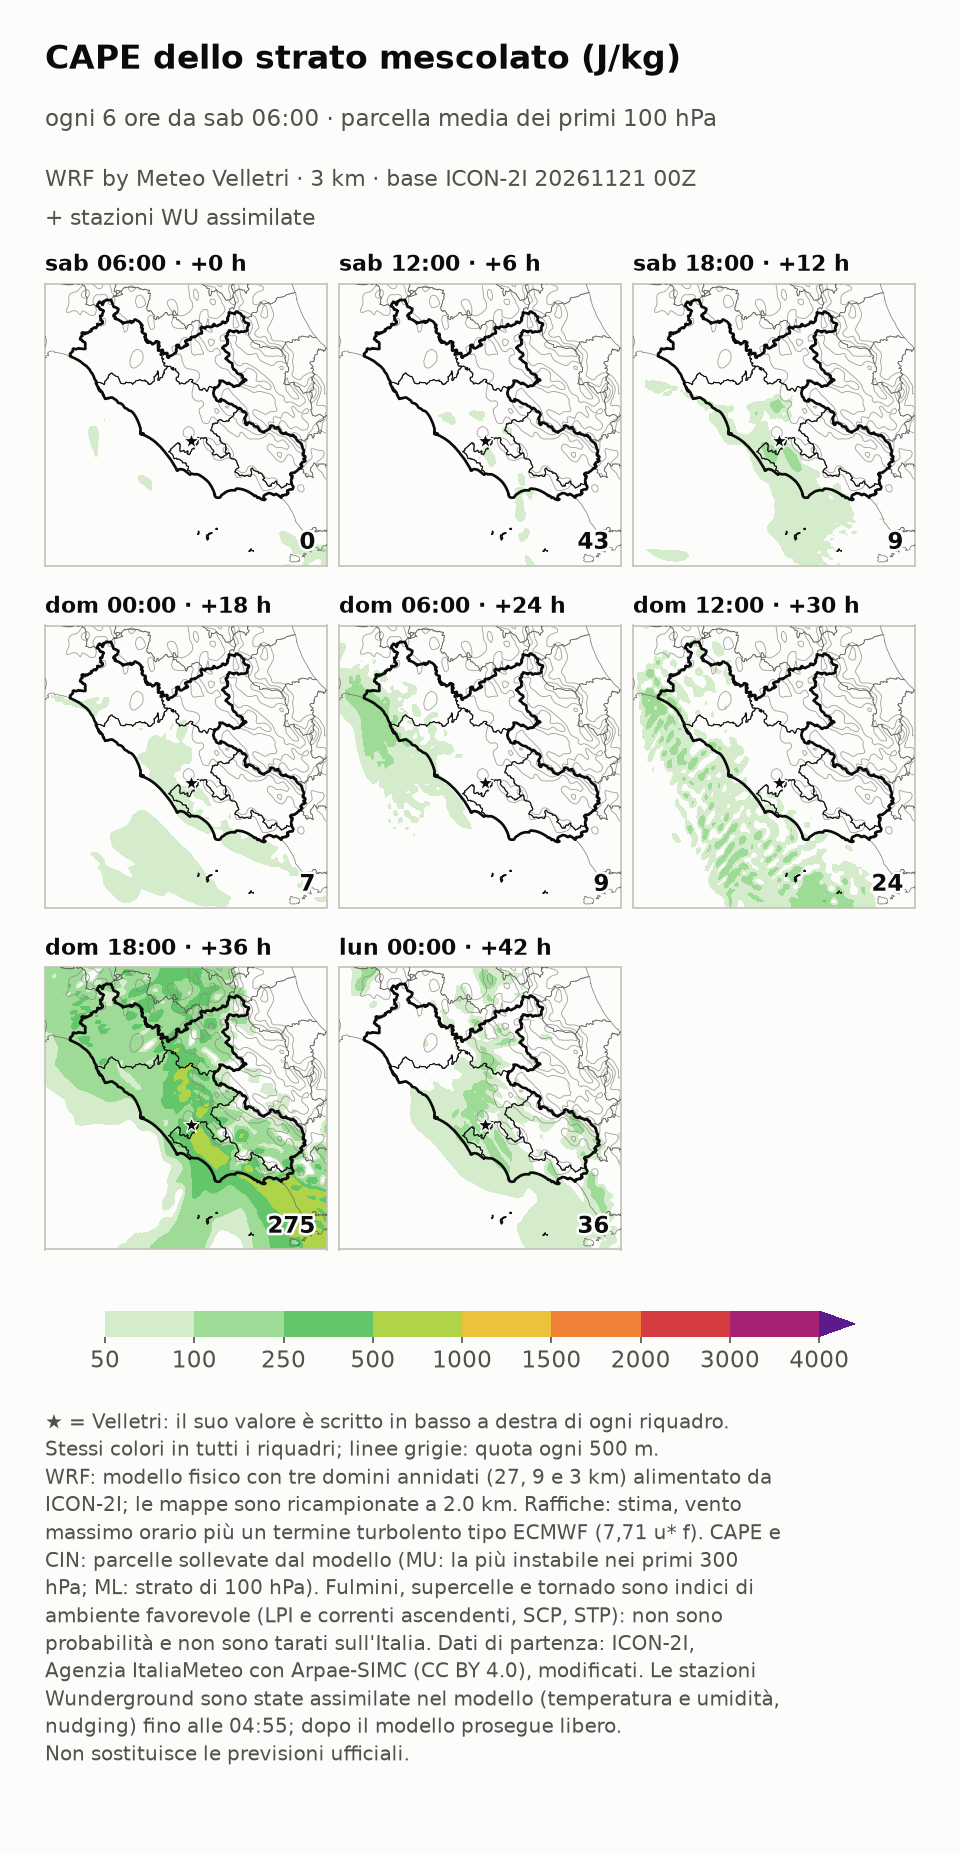 CAPE dello strato mescolato (J/kg)
ogni 6 ore da sab 06:00 · parcella media dei primi 100 hPa
WRF by Meteo Velletri · 3 km · base ICON-2I 20261121 00Z
+ stazioni WU assimilate
sab 06:00 · +0 h
sab 12:00 · +6 h
sab 18:00 · +12 h
0
43
9
dom 00:00 · +18 h
dom 06:00 · +24 h
dom 12:00 · +30 h
7
9
24
dom 18:00 · +36 h
lun 00:00 · +42 h
275
36
50 100 250 500 1000 1500 2000 3000 4000
★ = Velletri: il suo valore è scritto in basso a destra di ogni riquadro.
Stessi colori in tutti i riquadri; linee grigie: quota ogni 500 m.
WRF: modello fisico con tre domini annidati (27, 9 e 3 km) alimentato da
ICON-2I; le mappe sono ricampionate a 2.0 km. Raffiche: stima, vento
massimo orario più un termine turbolento tipo ECMWF (7,71 u* f). CAPE e
CIN: parcelle sollevate dal modello (MU: la più instabile nei primi 300
hPa; ML: strato di 100 hPa). Fulmini, supercelle e tornado sono indici di
ambiente favorevole (LPI e correnti ascendenti, SCP, STP): non sono
probabilità e non sono tarati sull'Italia. Dati di partenza: ICON-2I,
Agenzia ItaliaMeteo con Arpae-SIMC (CC BY 4.0), modificati. Le stazioni
Wunderground sono state assimilate nel modello (temperatura e umidità,
nudging) fino alle 04:55; dopo il modello prosegue libero.
Non sostituisce le previsioni ufficiali.